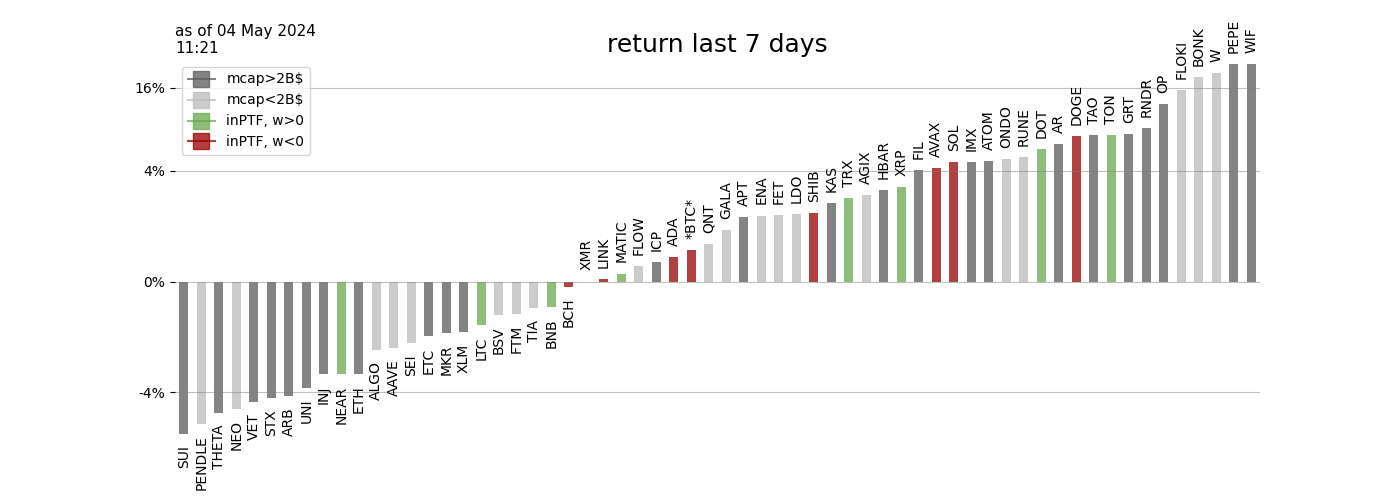 as of 04 May 2024
11:21
return last 7 days
mcap>2B$
mcap<2B$
inPTF, w>0
inPTF, w<0
16%
4%
0%
-4%
SUI
PENDLE
THETA
NEO
VET
STX
ARB
UNI
INJ
NEAR
ETH
ALGO
AAVE
SEI
ETC
MKR
XLM
LTC
BSV
FTM
TIA
BNB
BCH
XMR
LINK
MATIC
FLOW
ICP
ADA
*BTC*
QNT
GALA
APT
ENA
FET
LDO
SHIB
KAS
TRX
AGIX
HBAR
XRP
FIL
AVAX
SOL
IMX
ATOM
ONDO
RUNE
DOT
AR
DOGE
TAO
TON
GRT
RNDR
OP
FLOKI
BONK
W
PEPE
WIF